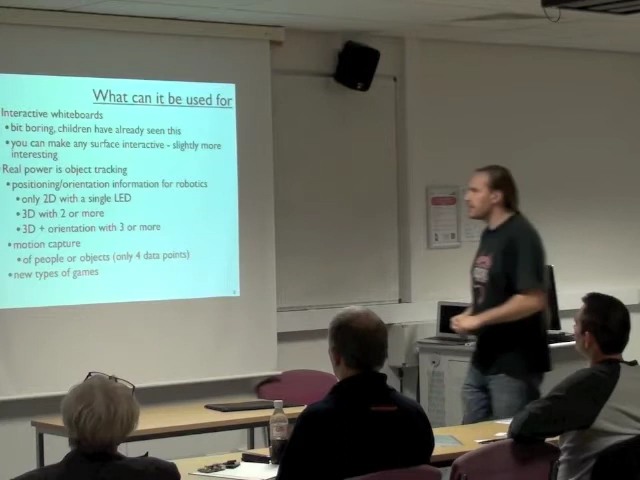 What can it be used for
Interactive whiteboards
• bit boring, children have already seen this
• you can make any surface interactive - slightly more
interesting
Real power is object tracking
• positioning/orientation information for robotics
• only 2D with a single LED
• 3D with 2 or more
• 3D + orientation with 3 or more
• motion capture
• of people or objects (only 4 data points)
• new types of games